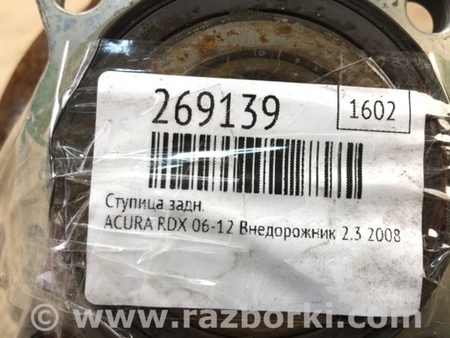 269139
1602
Ступица задн.
ACURA RDX 06-12 Внедорожник 2.3 2008
www.razborki.com